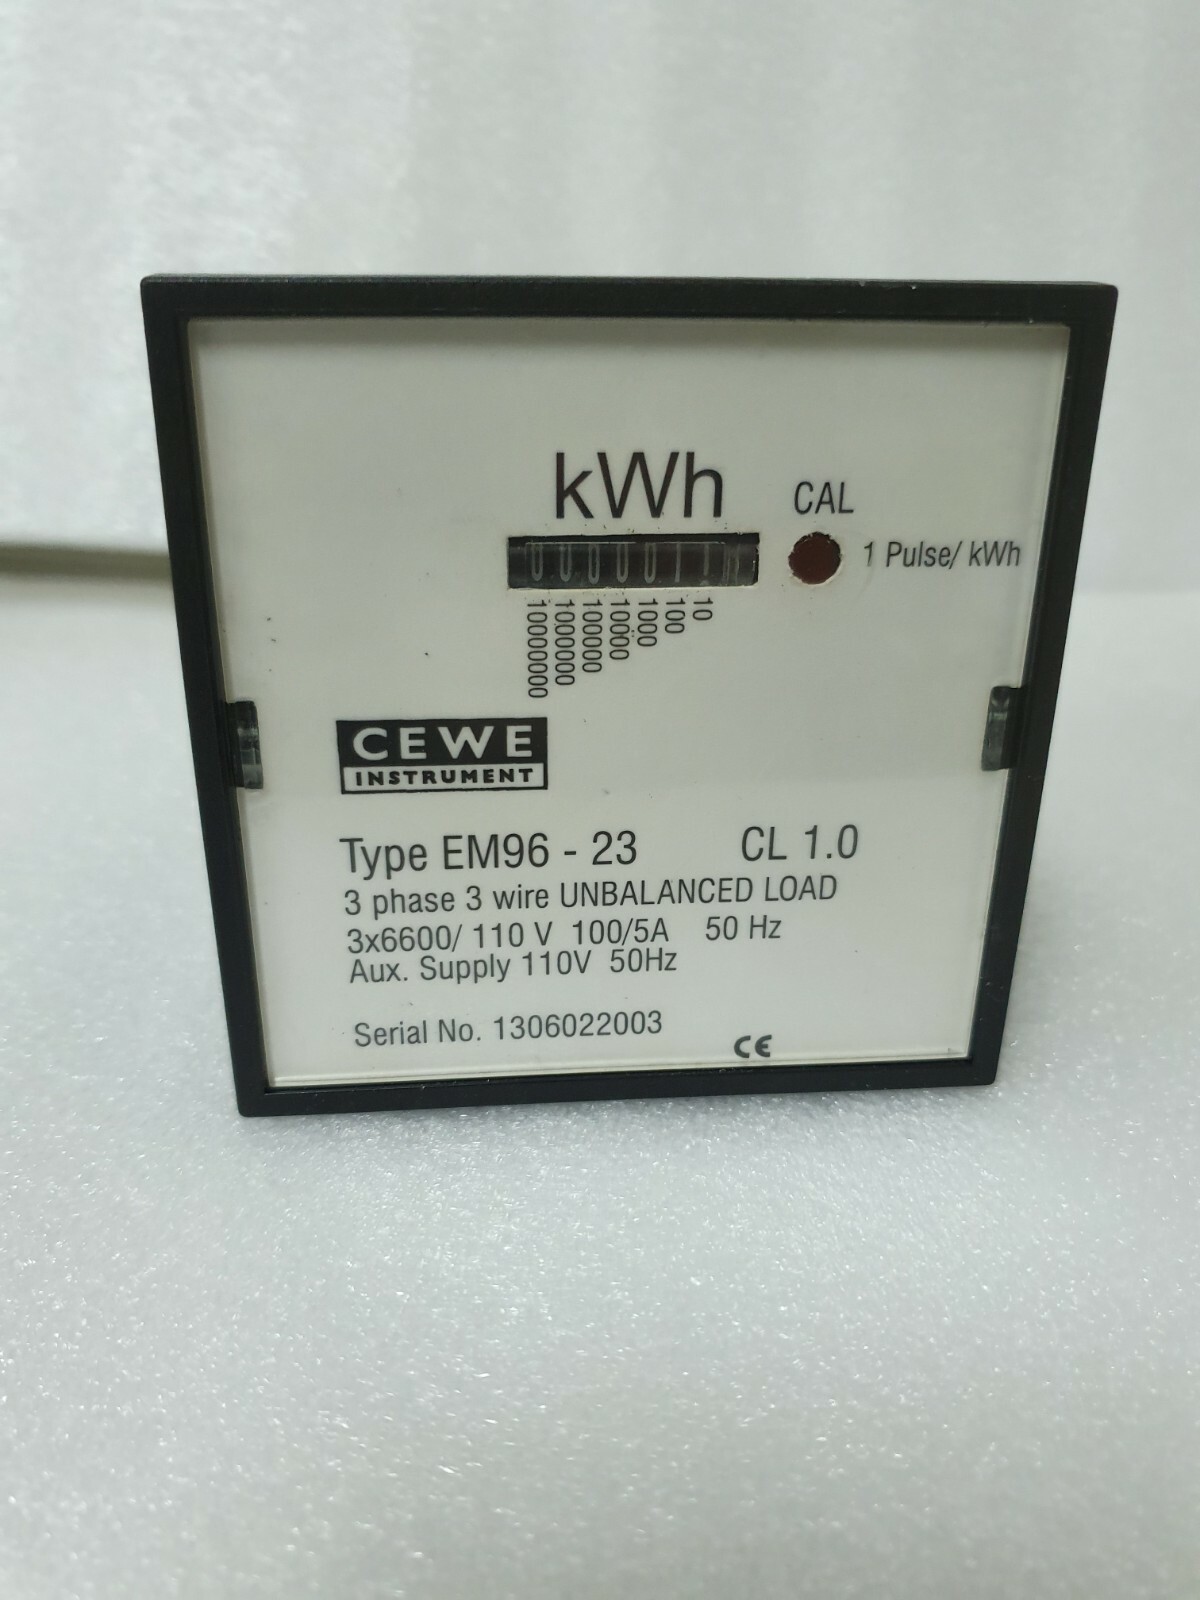 kWh
CAL
1 Pulse/ kWh
10000000
1000000
100000
10000
1000
100
10
CEWE
INSTRUMENT
Type EM96 - 23 CL 1.0
3 phase 3 wire UNBALANCED LOAD
3x6600/ 110 V 100/5A 50 Hz
Aux. Supply 110V 50Hz
Serial No. 1306022003
CE